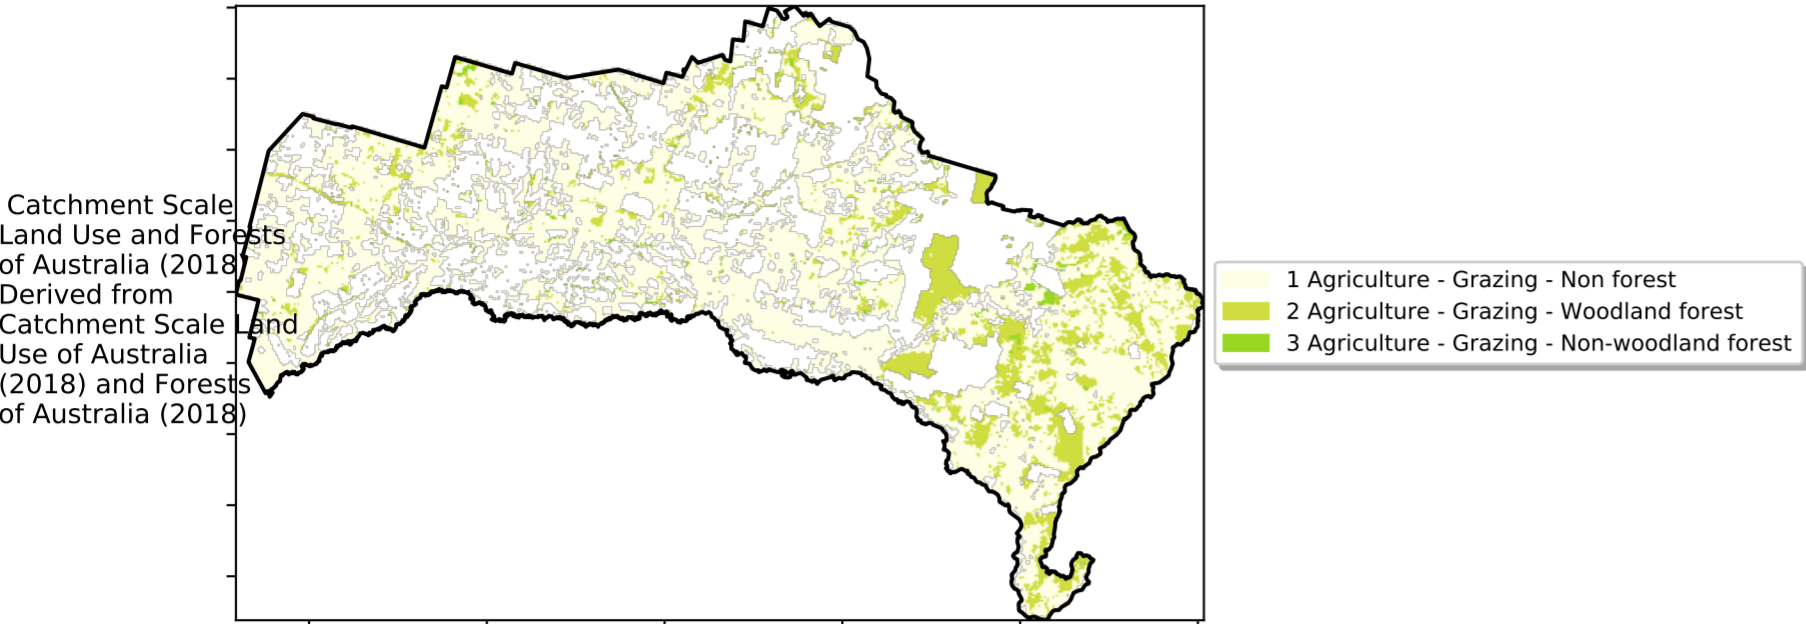 Catchment Scale
Land Use and Forests
of Australia (2018)
Derived from
Catchment Scale Land
Use of Australia
(2018) and Forests
of Australia (2018)
1 Agriculture - Grazing - Non forest
2 Agriculture - Grazing - Woodland forest
3 Agriculture - Grazing - Non-woodland forest